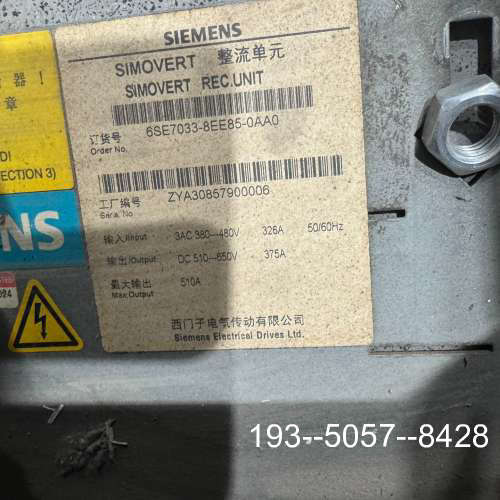 器！
章
DI
ECTION 3)
NS
SIEMENS
SIMOVERT 整流单元
SIMOVERT REC.UNIT
订货号 6SE7033-8EE85-0AA0
Order No.
工厂编号 ZYA30857900006
Serial No
输入/Input 3AC 380-480V 326A 50/60Hz
输出/Output DC 510-650V 375A
最大输出 510A
Max.Output
西门子电气传动有限公司
Siemens Electrical Drives Ltd.
193--5057--8428